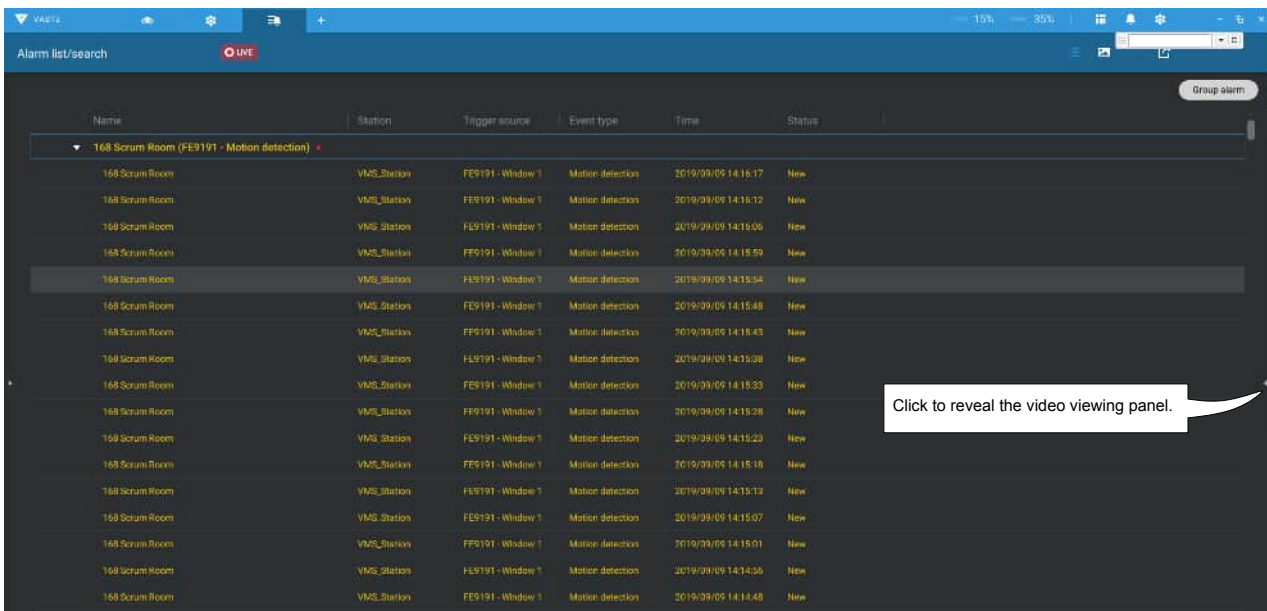 VAST2 + 15% 35%
Alarm list/search LIVE
Group alarm
Name Station Trigger source Event type Time Status
168 Scrum Room (FE9191 - Motion detection)
168 Scrum Room VMS_Station FE9191 - Window 1 Motion detection 2019/09/09 14:16:17 New
168 Scrum Room VMS_Station FE9191 - Window 1 Motion detection 2019/09/09 14:16:12 New
168 Scrum Room VMS_Station FE9191 - Window 1 Motion detection 2019/09/09 14:16:06 New
168 Scrum Room VMS_Station FE9191 - Window 1 Motion detection 2019/09/09 14:15:59 New
168 Scrum Room VMS_Station FE9191 - Window 1 Motion detection 2019/09/09 14:15:54 New
168 Scrum Room VMS_Station FE9191 - Window 1 Motion detection 2019/09/09 14:15:48 New
168 Scrum Room VMS_Station FE9191 - Window 1 Motion detection 2019/09/09 14:15:43 New
168 Scrum Room VMS_Station FE9191 - Window 1 Motion detection 2019/09/09 14:15:38 New
168 Scrum Room VMS_Station FE9191 - Window 1 Motion detection 2019/09/09 14:15:33 New
Click to reveal the video viewing panel.
168 Scrum Room VMS_Station FE9191 - Window 1 Motion detection 2019/09/09 14:15:28 New
168 Scrum Room VMS_Station FE9191 - Window 1 Motion detection 2019/09/09 14:15:23 New
168 Scrum Room VMS_Station FE9191 - Window 1 Motion detection 2019/09/09 14:15:18 New
168 Scrum Room VMS_Station FE9191 - Window 1 Motion detection 2019/09/09 14:15:13 New
168 Scrum Room VMS_Station FE9191 - Window 1 Motion detection 2019/09/09 14:15:07 New
168 Scrum Room VMS_Station FE9191 - Window 1 Motion detection 2019/09/09 14:15:01 New
168 Scrum Room VMS_Station FE9191 - Window 1 Motion detection 2019/09/09 14:14:55 New
168 Scrum Room VMS_Station FE9191 - Window 1 Motion detection 2019/09/09 14:14:48 New